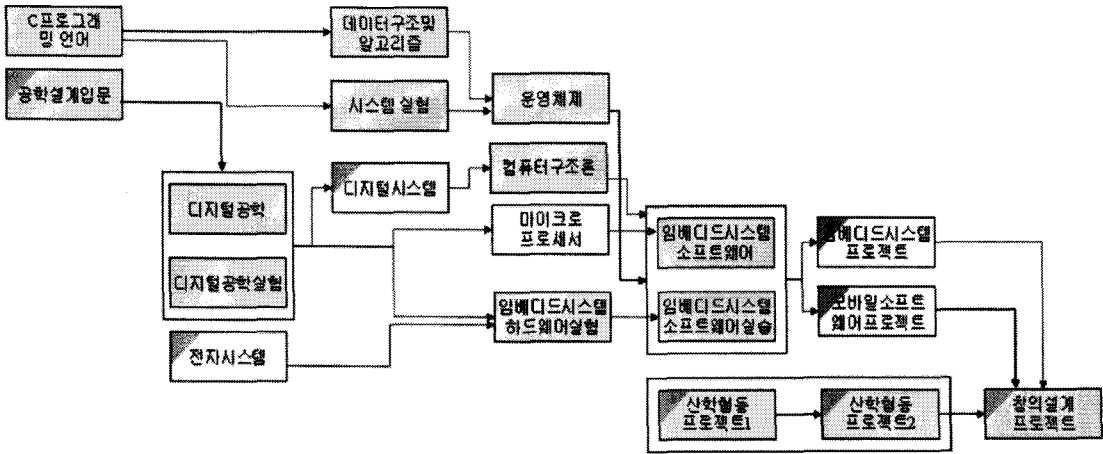 C프로그래
밍 언어
데이터구조및
알고리즘
공학설계입문
시스템 실험
운영체제
디지털시스템
컴퓨터구조론
디지털공학
마이크로
프로세서
임베디드시스템
소프트웨어
임베디드시스템
프로젝트
디지털공학실험
임베디드시스템
하드웨어실험
임베디드시스템
소프트웨어실습
모바일소프트
웨어프로젝트
전자시스템
산학협동
프로젝트1
산학협동
프로젝트2
창의설계
프로젝트